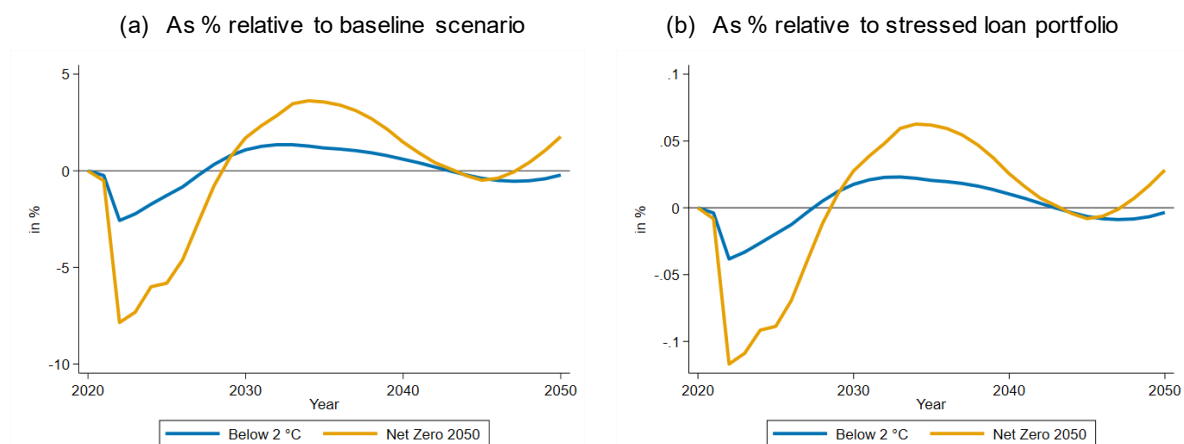 (a) As % relative to baseline scenario
5
0
-5
-10
in %
2020
2030
2040
2050
Year
Below 2 °C
Net Zero 2050
(b) As % relative to stressed loan portfolio
.1
.05
0
-.05
-.1
in %
2020
2030
2040
2050
Year
Below 2 °C
Net Zero 2050